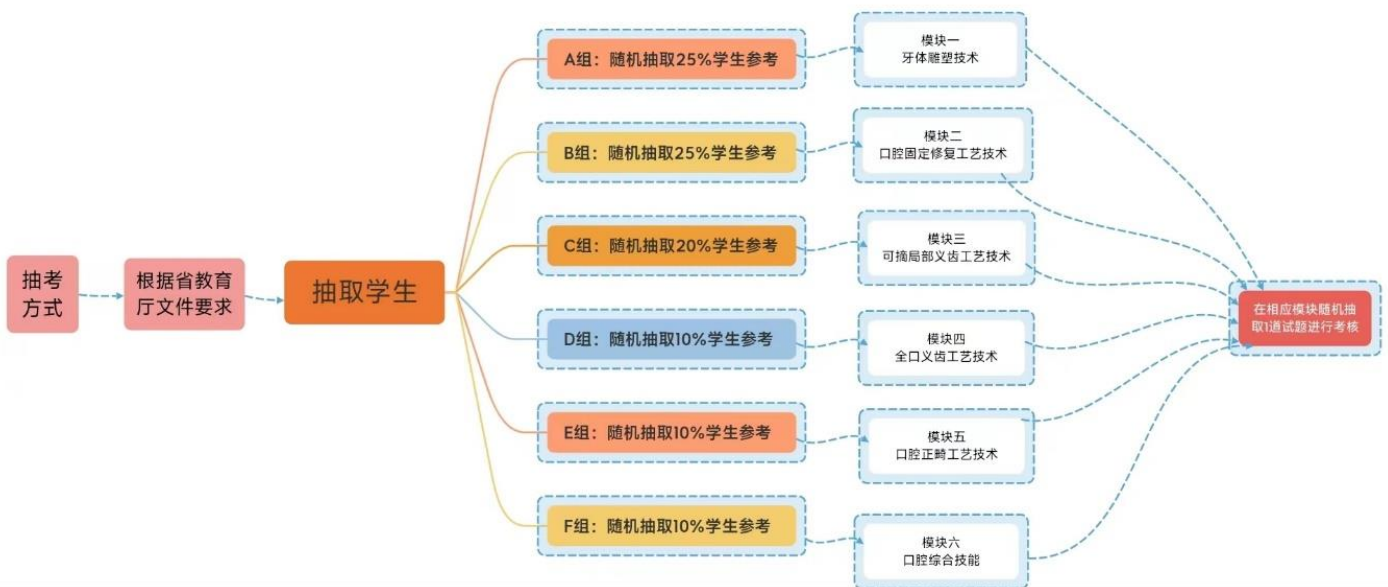 抽考
方式
根据省教育
厅文件要求
抽取学生
A组：随机抽取25%学生参考
模块一
牙体雕塑技术
B组：随机抽取25%学生参考
模块二
口腔固定修复工艺技术
C组：随机抽取20%学生参考
模块三
可摘局部义齿工艺技术
D组：随机抽取10%学生参考
模块四
全口义齿工艺技术
E组：随机抽取10%学生参考
模块五
口腔正畸工艺技术
F组：随机抽取10%学生参考
模块六
口腔综合技能
在相应模块随机抽
取1道试题进行考核